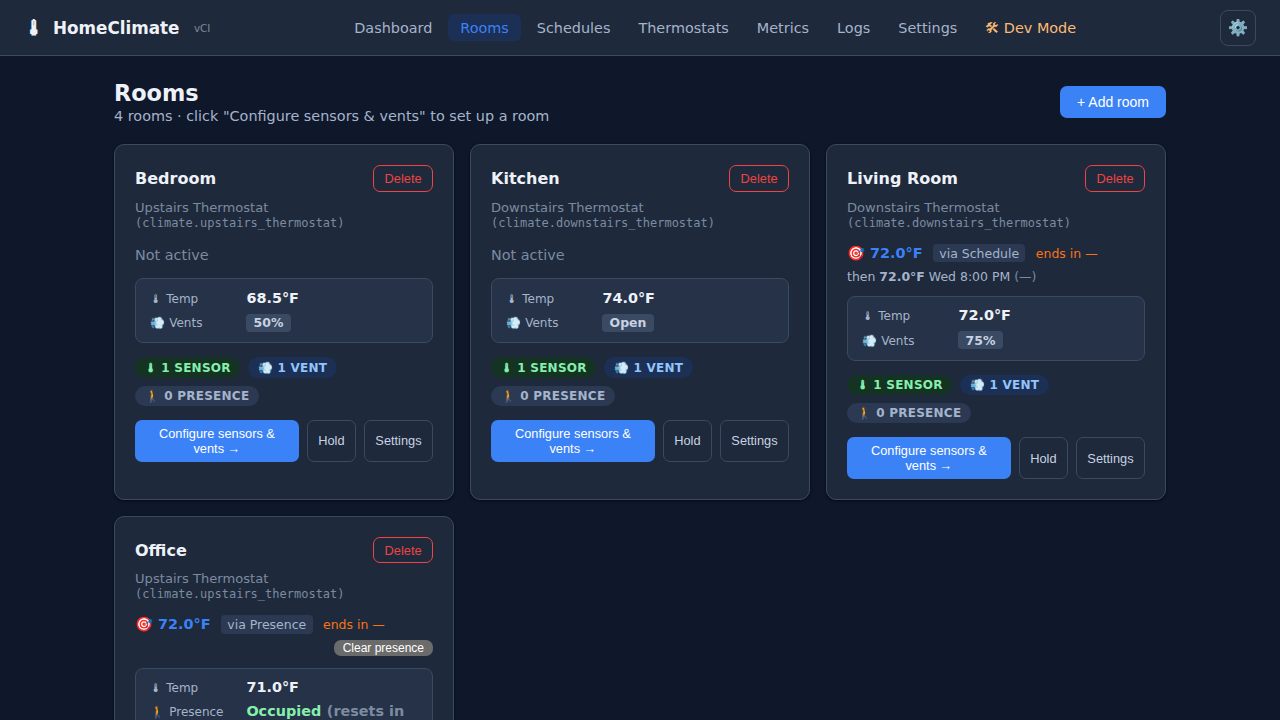 HomeClimate vCI Dashboard Rooms Schedules Thermostats Metrics Logs Settings 🛠 Dev Mode
Rooms
4 rooms · click "Configure sensors & vents" to set up a room
+ Add room
Bedroom Delete
Upstairs Thermostat
(climate.upstairs_thermostat)
Not active
Temp 68.5°F
Vents 50%
1 SENSOR 1 VENT
0 PRESENCE
Configure sensors &
vents →
Hold
Settings
Kitchen Delete
Downstairs Thermostat
(climate.downstairs_thermostat)
Not active
Temp 74.0°F
Vents Open
1 SENSOR 1 VENT
0 PRESENCE
Configure sensors &
vents →
Hold
Settings
Living Room Delete
Downstairs Thermostat
(climate.downstairs_thermostat)
72.0°F via Schedule ends in —
then 72.0°F Wed 8:00 PM (—)
Temp 72.0°F
Vents 75%
1 SENSOR 1 VENT
0 PRESENCE
Configure sensors &
vents →
Hold
Settings
Office Delete
Upstairs Thermostat
(climate.upstairs_thermostat)
72.0°F via Presence ends in —
Clear presence
Temp 71.0°F
Presence Occupied (resets in